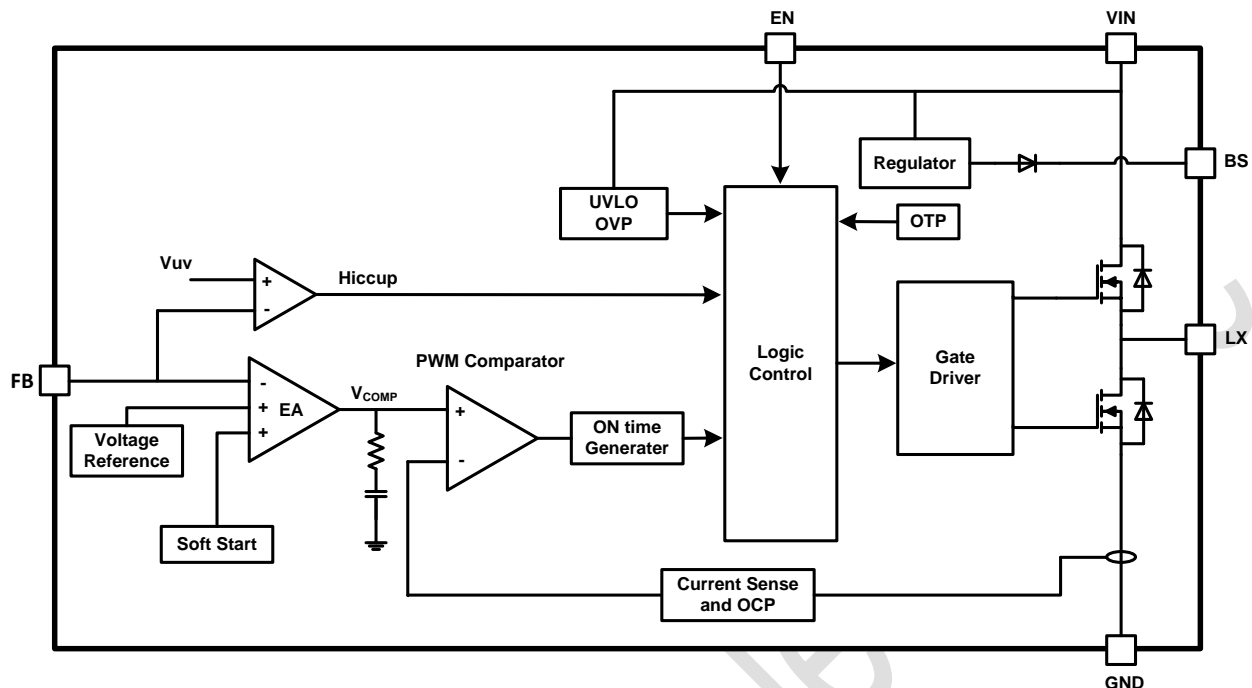 EN
VIN
Regulator
BS
UVLO
OVP
OTP
Vuv
+
-
Hiccup
FB
PWM Comparator
Logic
Control
Gate
Driver
LX
-
+
+
EA
VCOMP
+
-
ON time
Generater
Voltage
Reference
Soft Start
Current Sense
and OCP
GND